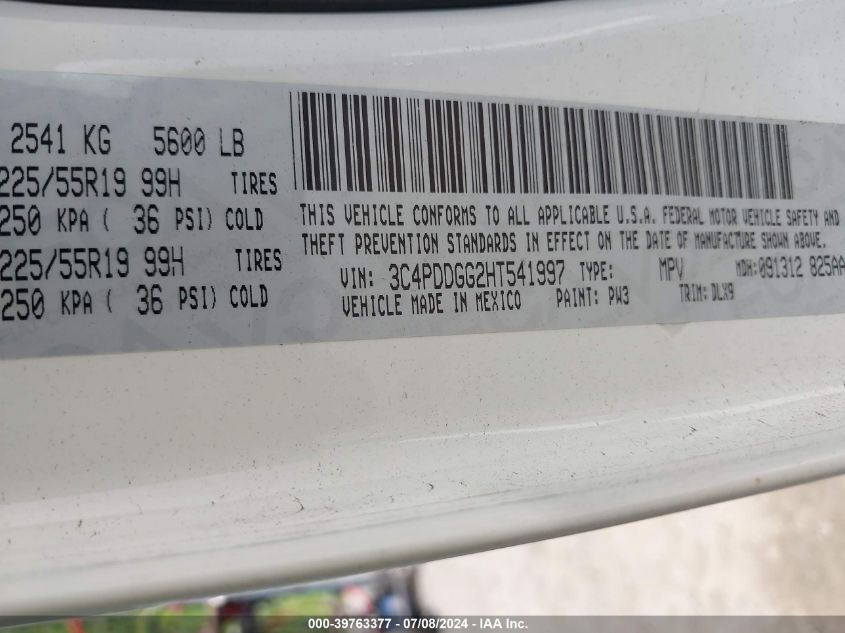 2541 KG 5600 LB
225/55R19 99H TIRES
250 KPA ( 36 PSI) COLD
225/55R19 99H TIRES
250 KPA ( 36 PSI) COLD
THIS VEHICLE CONFORMS TO ALL APPLICABLE U.S.A. FEDERAL MOTOR VEHICLE SAFETY AND
THEFT PREVENTION STANDARDS IN EFFECT ON THE DATE OF MANUFACTURE SHOWN ABOVE.
VIN: 3C4PDDGG2HT541997 TYPE: MPV MDH:091312 825AA
VEHICLE MADE IN MEXICO PAINT: PW3 TRIM: DLX9
000-39763377 - 07/08/2024 - IAA Inc.